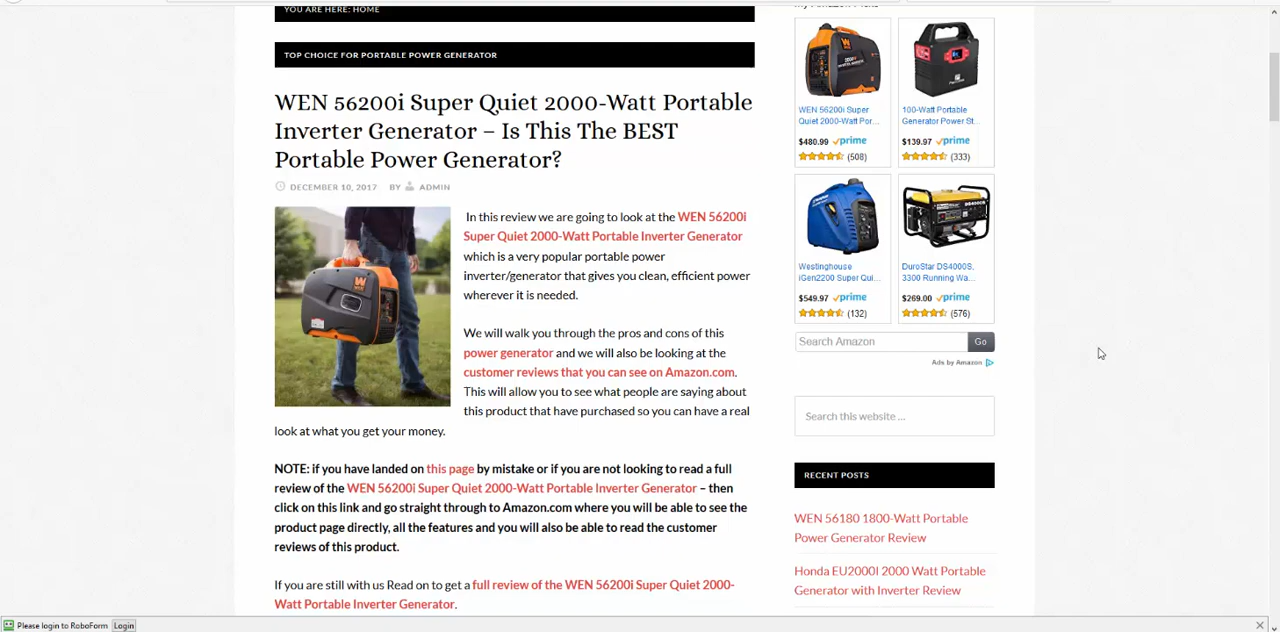 YOU ARE HERE: HOME
TOP CHOICE FOR PORTABLE POWER GENERATOR
WEN 56200i Super Quiet 2000-Watt Portable
Inverter Generator – Is This The BEST
Portable Power Generator?
DECEMBER 10, 2017 BY ADMIN
In this review we are going to look at the WEN 56200i
Super Quiet 2000-Watt Portable Inverter Generator
which is a very popular portable power
inverter/generator that gives you clean, efficient power
wherever it is needed.
We will walk you through the pros and cons of this
power generator and we will also be looking at the
customer reviews that you can see on Amazon.com.
This will allow you to see what people are saying about
this product that have purchased so you can have a real
look at what you get your money.
NOTE: if you have landed on this page by mistake or if you are not looking to read a full
review of the WEN 56200i Super Quiet 2000-Watt Portable Inverter Generator – then
click on this link and go straight through to Amazon.com where you will be able to see the
product page directly, all the features and you will also be able to read the customer
reviews of this product.
If you are still with us Read on to get a full review of the WEN 56200i Super Quiet 2000-
Watt Portable Inverter Generator.
My Amazon Picks
WEN 56200i Super
Quiet 2000-Watt Por...
$480.99 prime
(508)
100-Watt Portable
Generator Power St...
$139.97 prime
(333)
Westinghouse
iGen2200 Super Qui...
$549.97 prime
(132)
DuroStar DS4000S,
3300 Running Wa...
$269.00 prime
(576)
Search Amazon Go
Ads by Amazon
Search this website ...
RECENT POSTS
WEN 56180 1800-Watt Portable
Power Generator Review
Honda EU2000I 2000 Watt Portable
Generator with Inverter Review
Please login to RoboForm Login